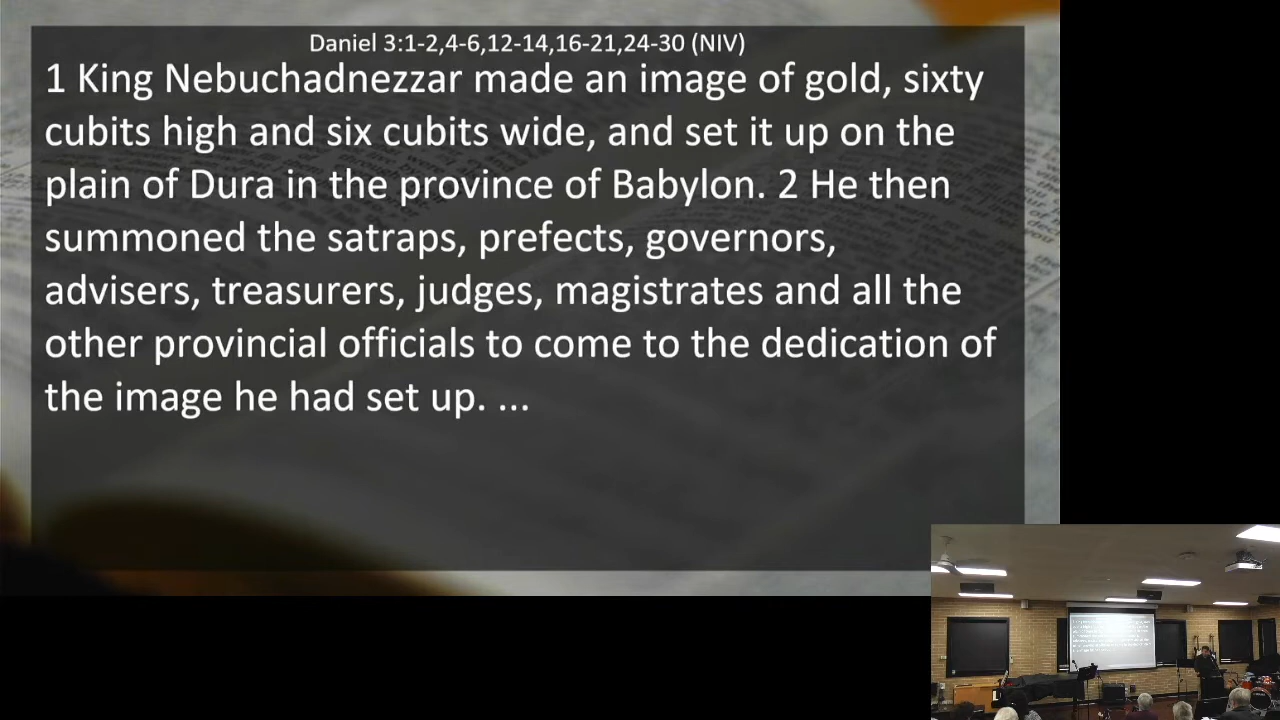 Daniel 3:1-2,4-6,12-14,16-21,24-30 (NIV)
1 King Nebuchadnezzar made an image of gold, sixty
cubits high and six cubits wide, and set it up on the
plain of Dura in the province of Babylon. 2 He then
summoned the satraps, prefects, governors,
advisers, treasurers, judges, magistrates and all the
other provincial officials to come to the dedication of
the image he had set up. ...